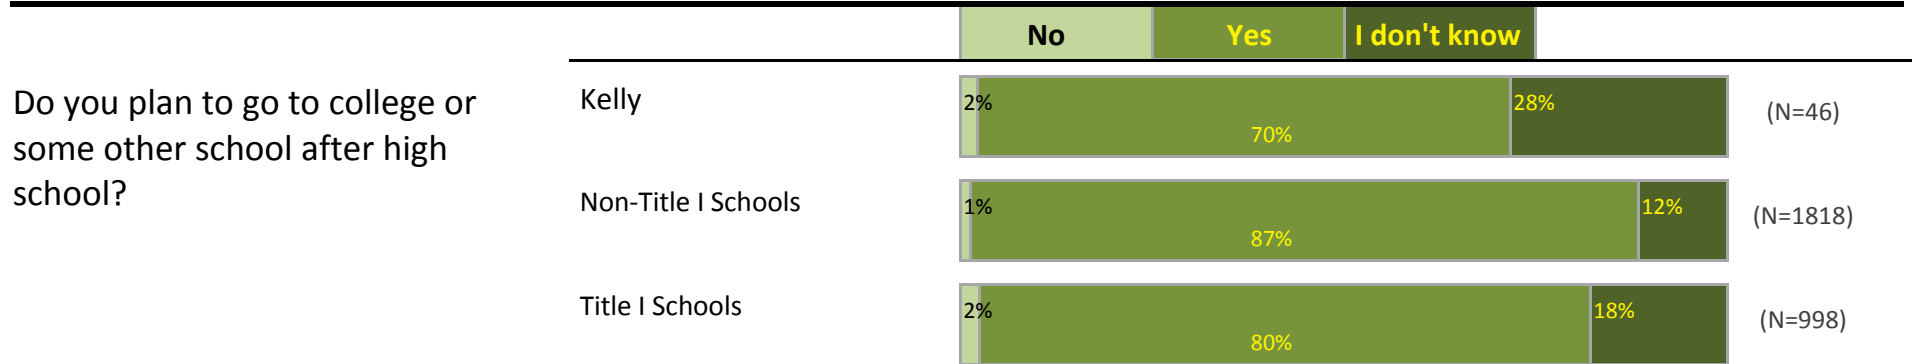 No Yes I don't know
Do you plan to go to college or
some other school after high
school?
Kelly
2% 70% 28%
(N=46)
Non-Title I Schools
1% 87% 12%
(N=1818)
Title I Schools
2% 80% 18%
(N=998)